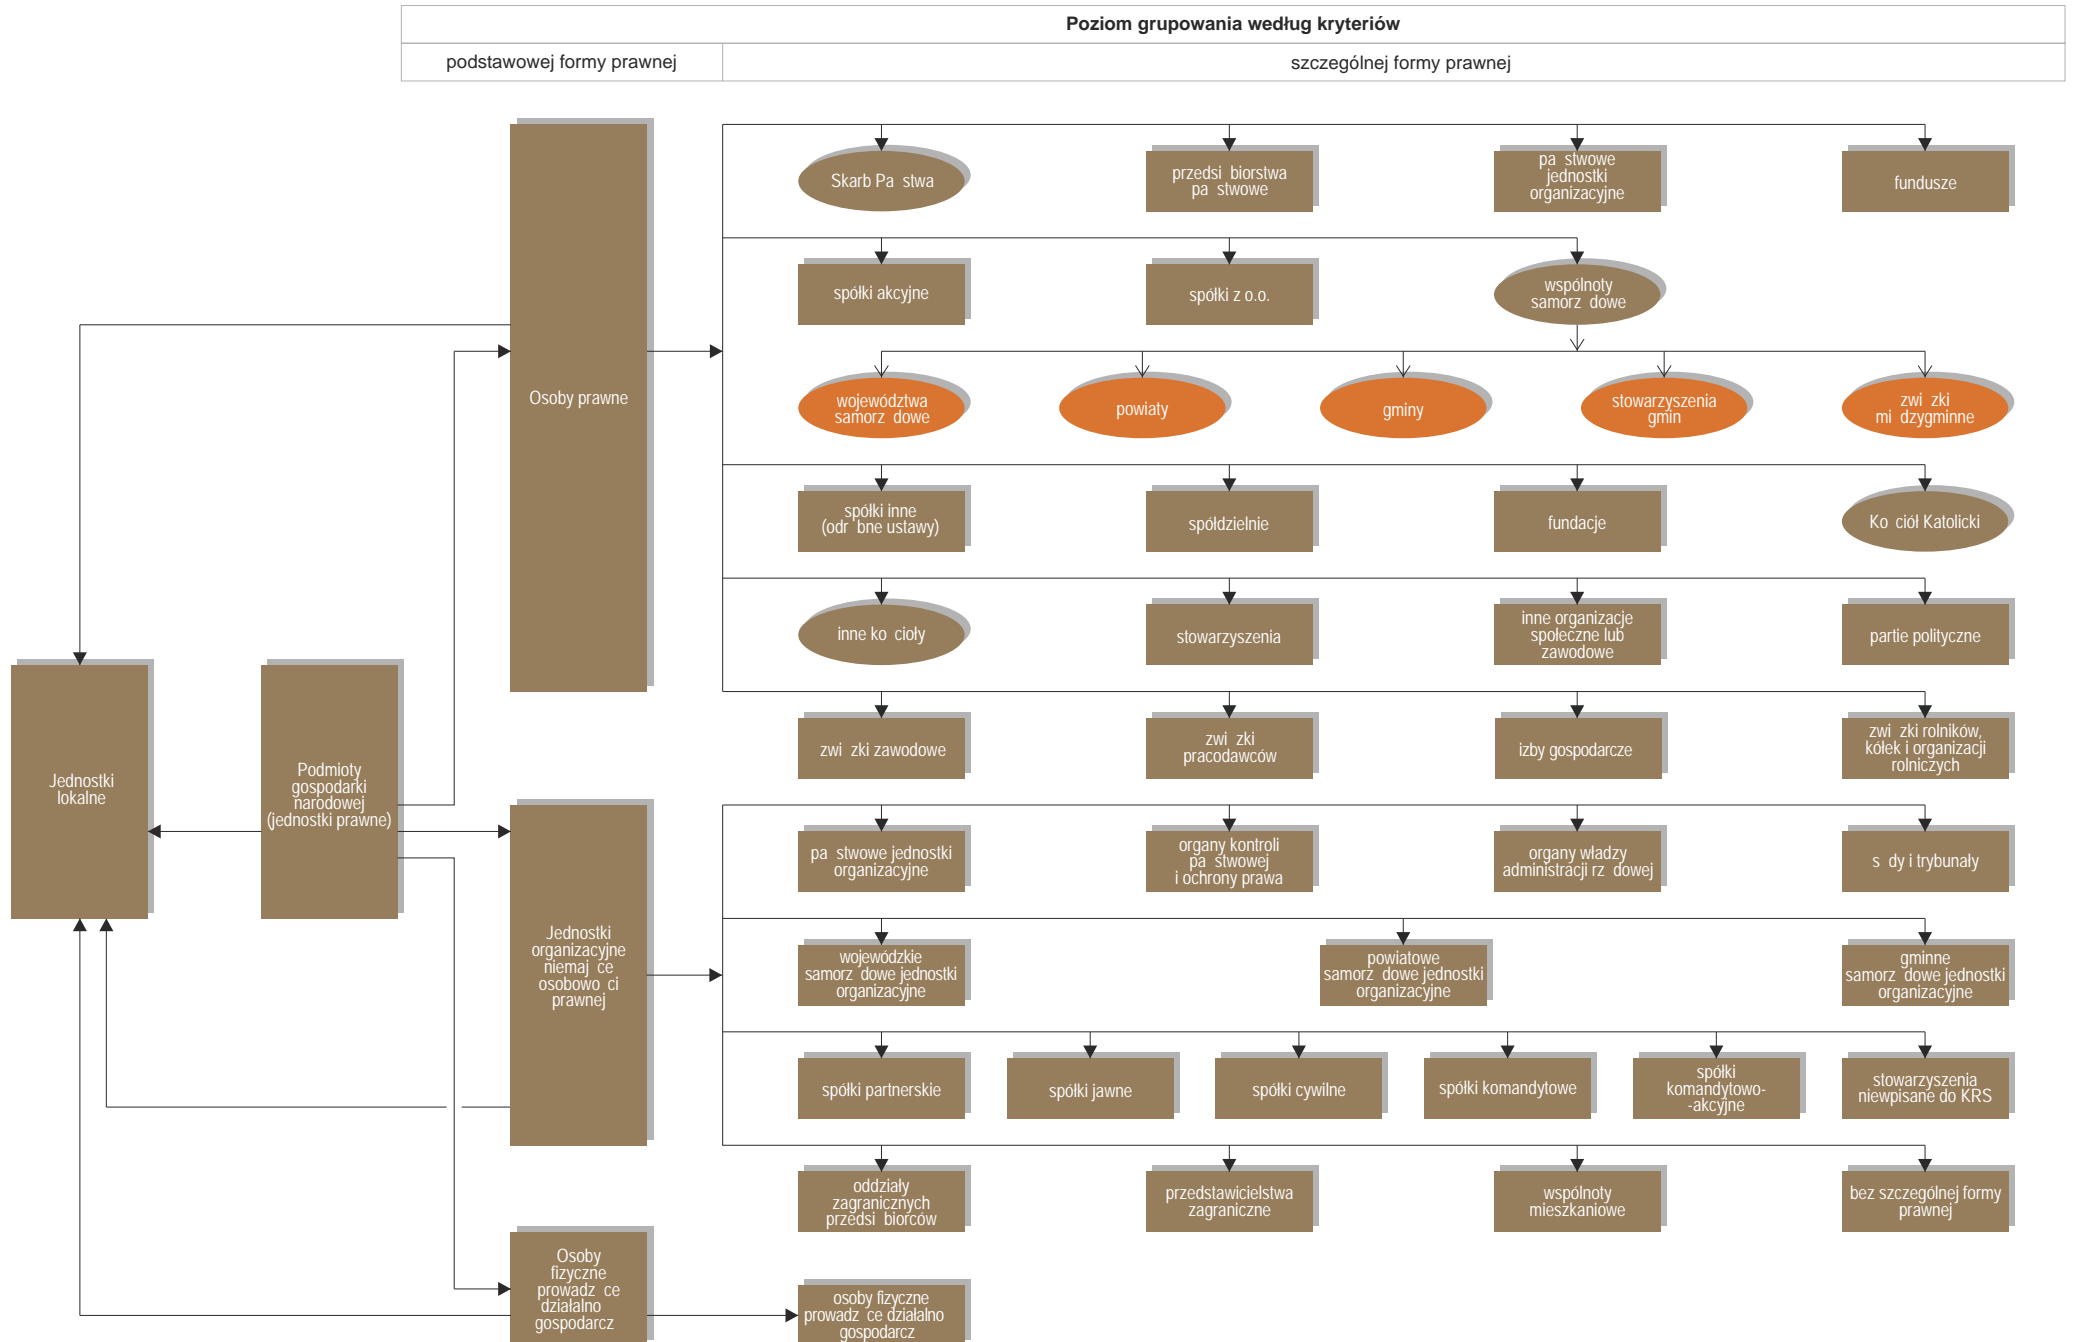 Poziom grupowania według kryteriów
podstawowej formy prawnej
szczególnej formy prawnej
Skarb Pa stwa
przedsi biorstwa
pa stwowe
pa stwowe
jednostki
organizacyjne
fundusze
spółki akcyjne
spółki z o.o.
wspólnoty
samorz dowe
Osoby prawne
województwa
samorz dowe
powiaty
gminy
stowarzyszenia
gmin
zwi zki
mi dzygminne
spółki inne
(odr bne ustawy)
spółdzielnie
fundacje
Ko ciół Katolicki
inne ko cioły
stowarzyszenia
inne organizacje
społeczne lub
zawodowe
partie polityczne
zwi zki zawodowe
zwi zki
pracodawców
izby gospodarcze
zwi zki rolników,
kółek i organizacji
rolniczych
Jednostki
lokalne
Podmioty
gospodarki
narodowej
(jednostki prawne)
pa stwowe jednostki
organizacyjne
organy kontroli
pa stwowej
i ochrony prawa
organy władzy
administracji rz dowej
s dy i trybunały
Jednostki
organizacyjne
niemaj ce
osobowo ci
prawnej
wojewódzkie
samorz dowe jednostki
organizacyjne
powiatowe
samorz dowe jednostki
organizacyjne
gminne
samorz dowe jednostki
organizacyjne
spółki partnerskie
spółki jawne
spółki cywilne
spółki komandytowe
spółki
komandytowo-
-akcyjne
stowarzyszenia
niewpisane do KRS
oddziały
zagranicznych
przedsi biorców
przedstawicielstwa
zagraniczne
wspólnoty
mieszkaniowe
bez szczególnej formy
prawnej
Osoby
fizyczne
prowadz ce
działalno
gospodarcz
osoby fizyczne
prowadz ce działalno
gospodarcz